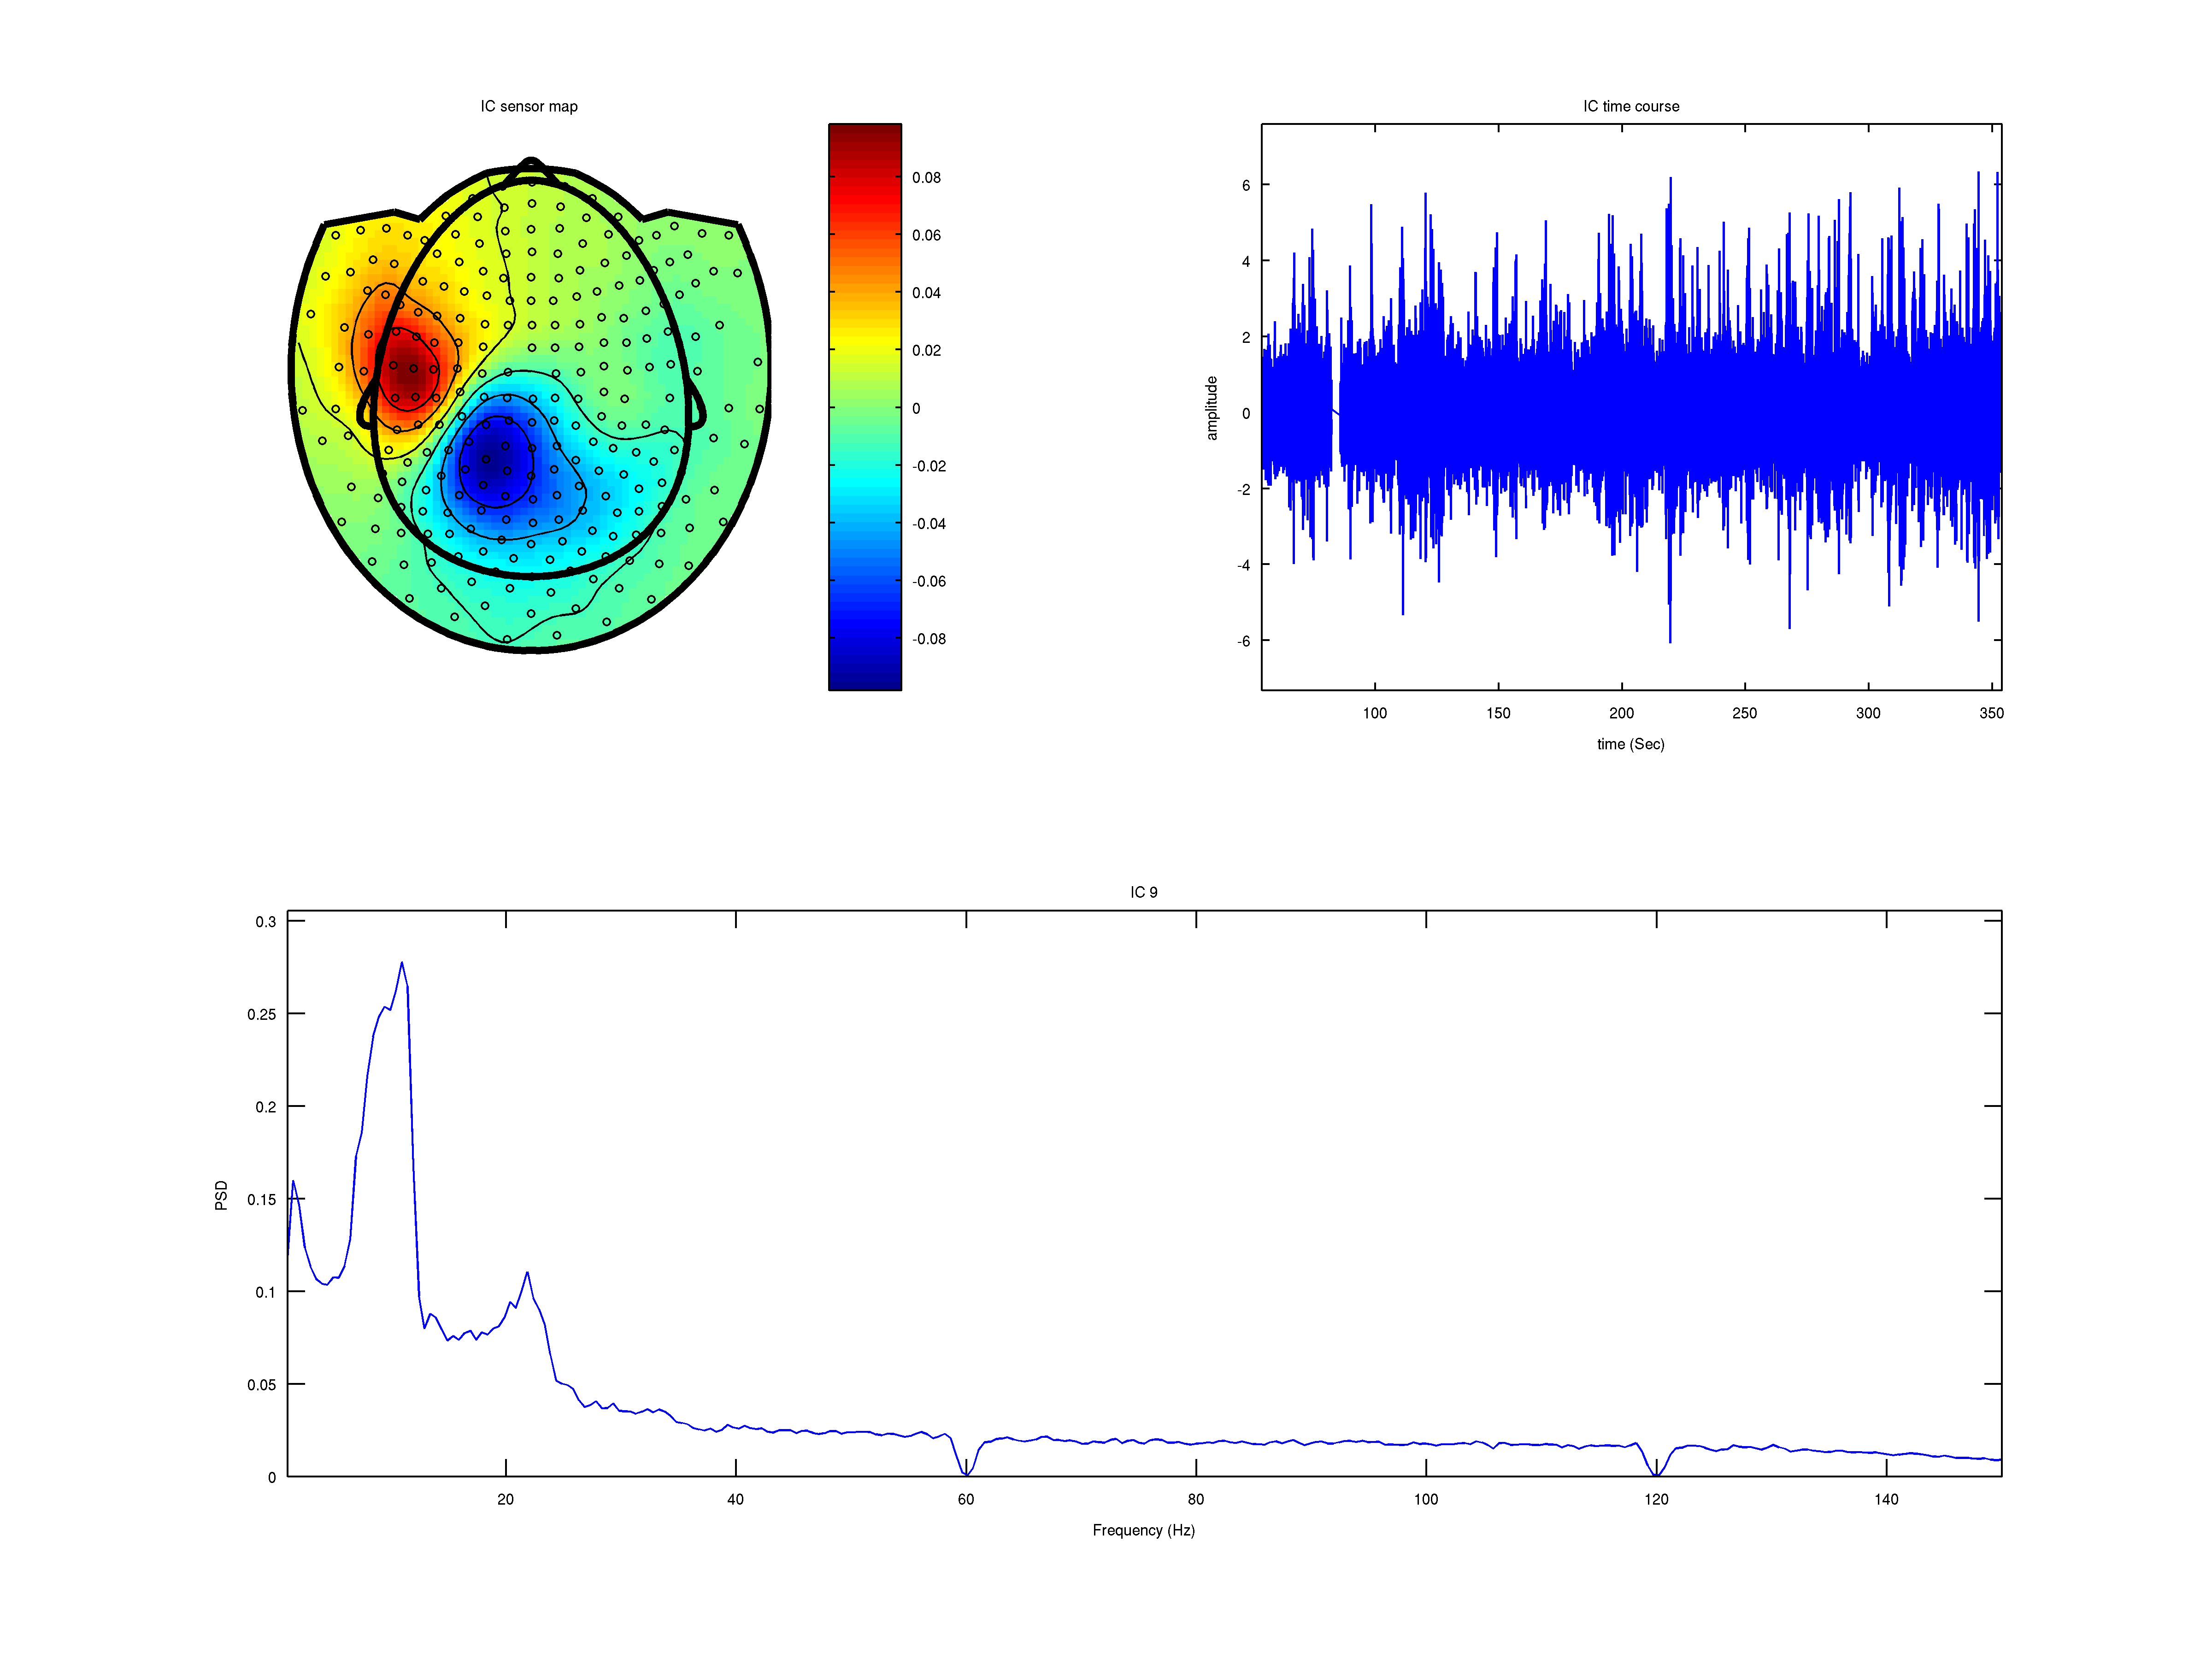 IC sensor map
0.08
0.06
0.04
0.02
0
-0.02
-0.04
-0.06
-0.08
IC time course
amplitude
6
4
2
0
-2
-4
-6
100 150 200 250 300 350
time (Sec)
IC 9
PSD
0.3
0.25
0.2
0.15
0.1
0.05
0
20 40 60 80 100 120 140
Frequency (Hz)